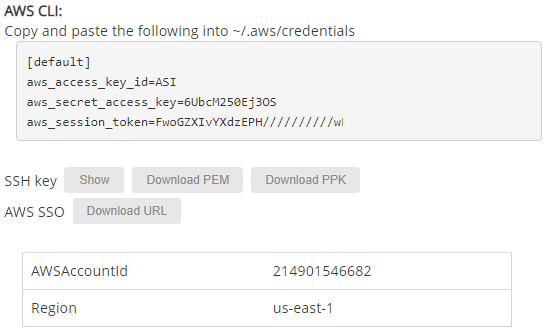 AWS CLI:
Copy and paste the following into ~/.aws/credentials
[default]
aws_access_key_id=ASI
aws_secret_access_key=6UbcM250Ej3OS
aws_session_token=FwoGZXIvYXdzEPH//////////wE
SSH key Show Download PEM Download PPK
AWS SSO Download URL
AWSAccountId 214901546682
Region us-east-1